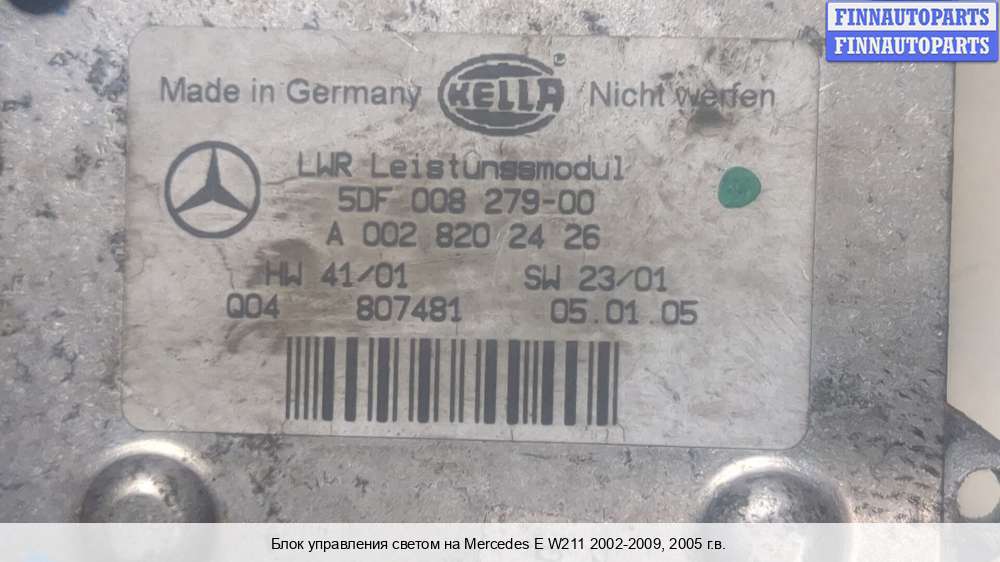 FINNAUTOPARTS
FINNAUTOPARTS
Made in Germany HELLA Nicht werfen
LWR Leistungsmodul
5DF 008 279-00
A 002 820 24 26
HW 41/01 SW 23/01
Q04 807481 05.01.05
Блок управления светом на Mercedes E W211 2002-2009, 2005 г.в.